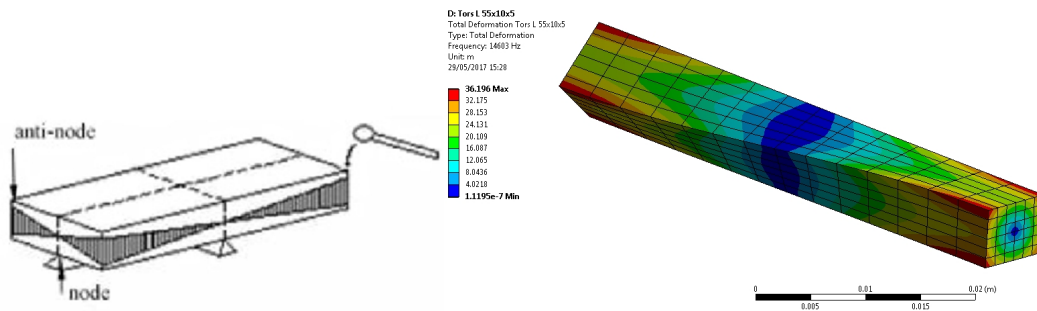 anti-node
node
D: Tors L 55x10x5
Total Deformation Tors L 55x10x5
Type: Total Deformation
Frequency: 14603 Hz
Unit: m
29/05/2017 15:28
36.196 Max
32.175
28.153
24.131
20.109
16.087
12.065
8.0436
4.0218
1.1195e-7 Min
0 0.01 0.02 (m)
0.005 0.015